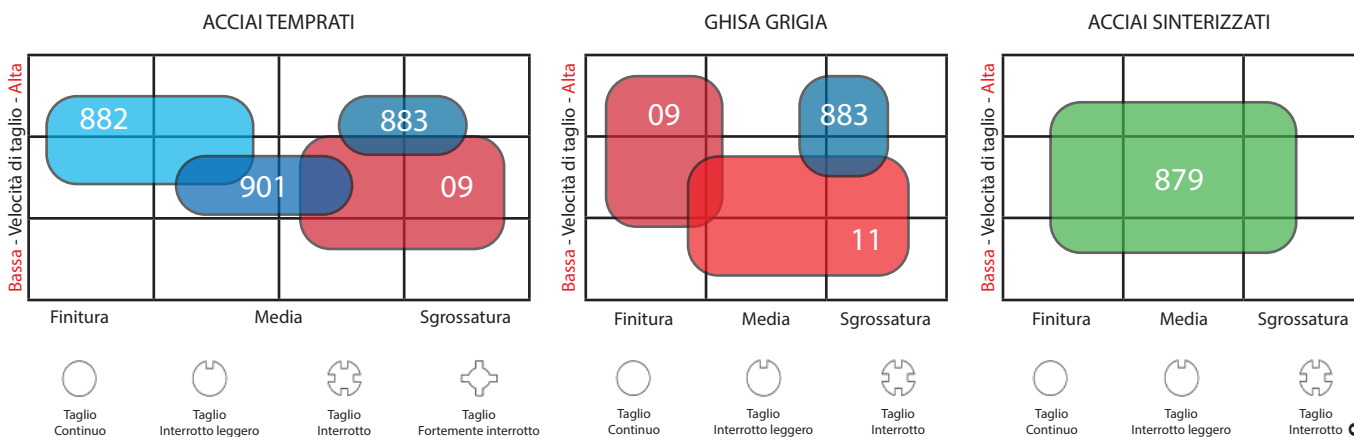 ACCIAI TEMPRATI
Bassa - Velocità di taglio - Alta
882
883
901
09
Finitura
Media
Sgrossatura
Taglio
Continuo
Taglio
Interrotto leggero
Taglio
Interrotto
Taglio
Fortemente interrotto
GHISA GRIGIA
Bassa - Velocità di taglio - Alta
09
883
11
Finitura
Media
Sgrossatura
Taglio
Continuo
Taglio
Interrotto leggero
Taglio
Interrotto
ACCIAI SINTERIZZATI
Bassa - Velocità di taglio - Alta
879
Finitura
Media
Sgrossatura
Taglio
Continuo
Taglio
Interrotto leggero
Taglio
Interrotto